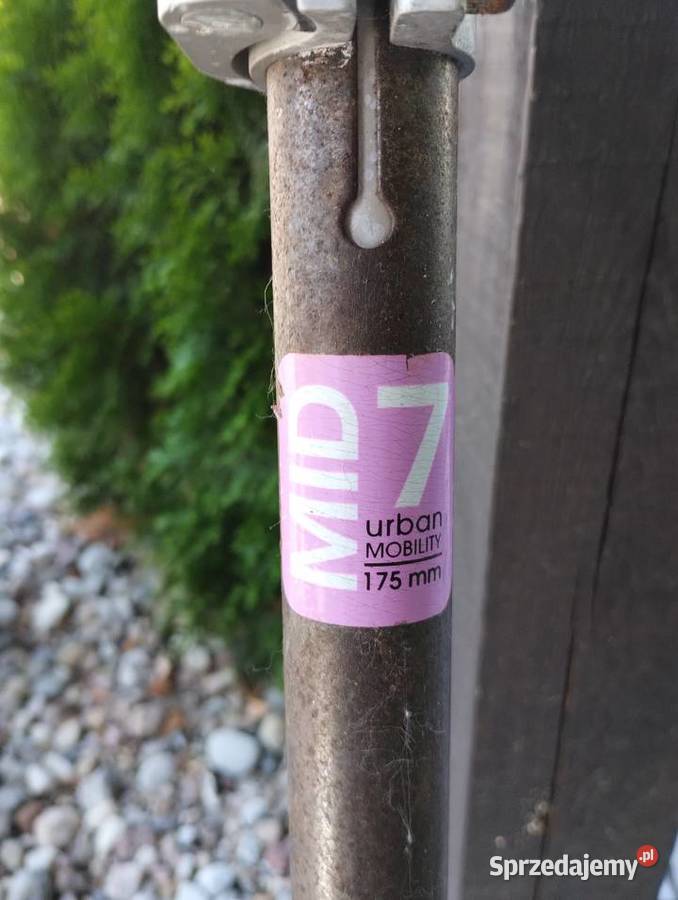 MID
7
urban
MOBILITY
175 mm
Sprzedajemy.pl